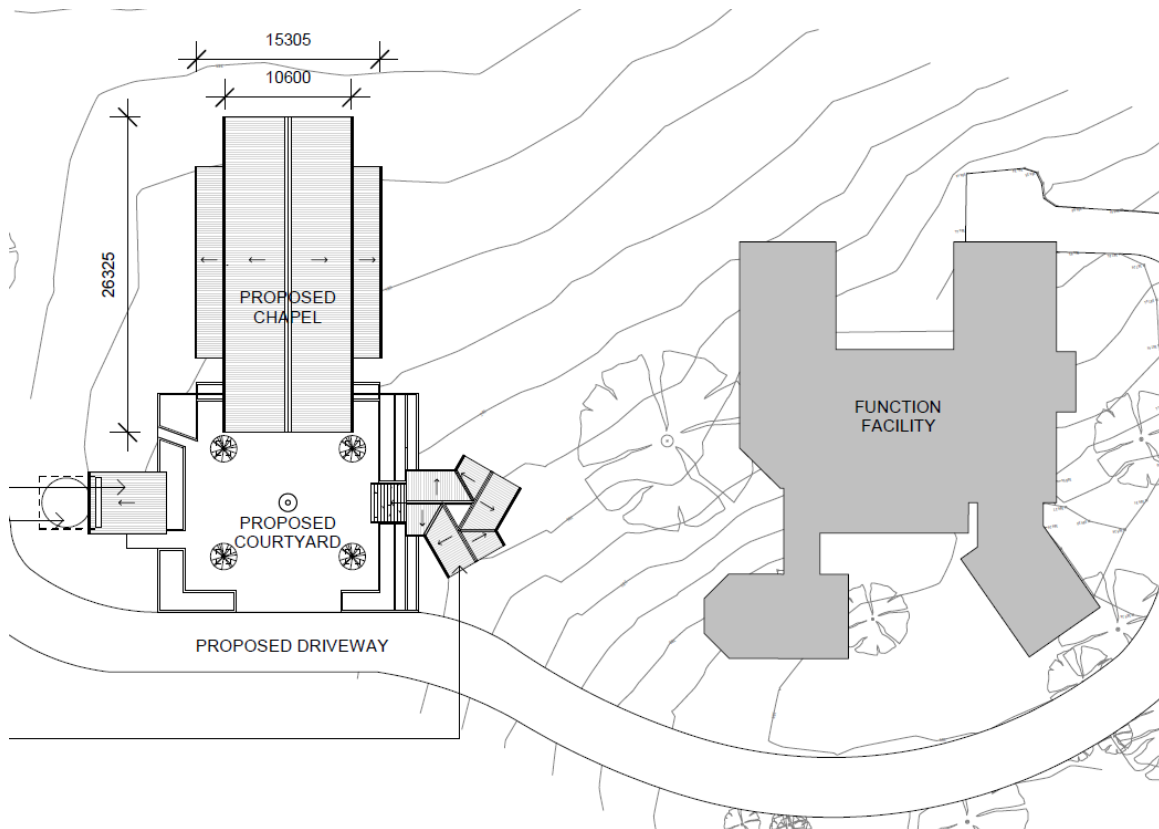 15305
10600
26325
PROPOSED
CHAPEL
FUNCTION
FACILITY
PROPOSED
COURTYARD
PROPOSED DRIVEWAY